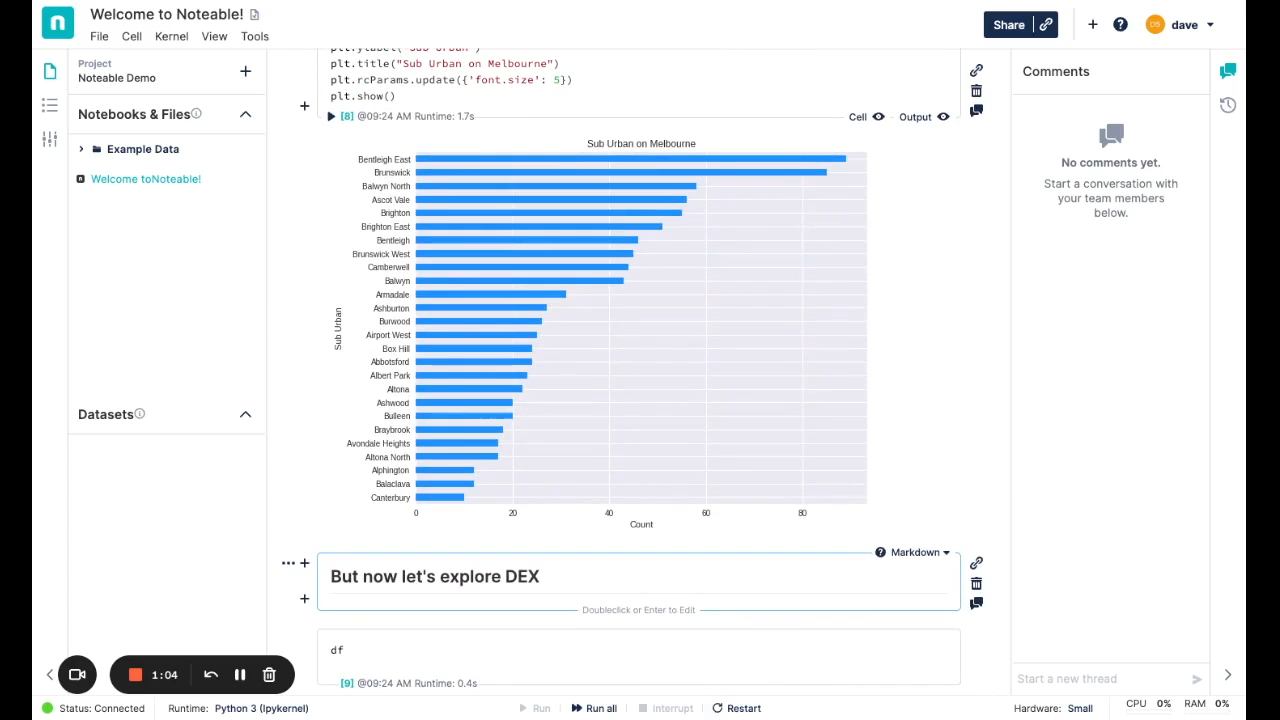 n
Welcome to Noteable!
File Cell Kernel View Tools
Share
DS dave
Project
Noteable Demo
Notebooks & Files
Example Data
n Welcome toNoteable!
Datasets
plt.ylabel("Sub Urban")
plt.title("Sub Urban on Melbourne")
plt.rcParams.update({'font.size': 5})
plt.show()
[8] @09:24 AM Runtime: 1.7s
Cell Output
Sub Urban on Melbourne
Sub Urban
Bentleigh East
Brunswick
Balwyn North
Ascot Vale
Brighton
Brighton East
Bentleigh
Brunswick West
Camberwell
Balwyn
Armadale
Ashburton
Burwood
Airport West
Box Hill
Abbotsford
Albert Park
Altona
Ashwood
Bulleen
Braybrook
Avondale Heights
Altona North
Alphington
Balaclava
Canterbury
0 20 40 60 80
Count
Markdown
But now let's explore DEX
Doubleclick or Enter to Edit
df
[9] @09:24 AM Runtime: 0.4s
Comments
No comments yet.
Start a conversation with
your team members
below.
Start a new thread
1:04
Status: Connected
Runtime: Python 3 (Ipykernel)
Run Run all Interrupt Restart
Hardware: Small
CPU 0% RAM 0%